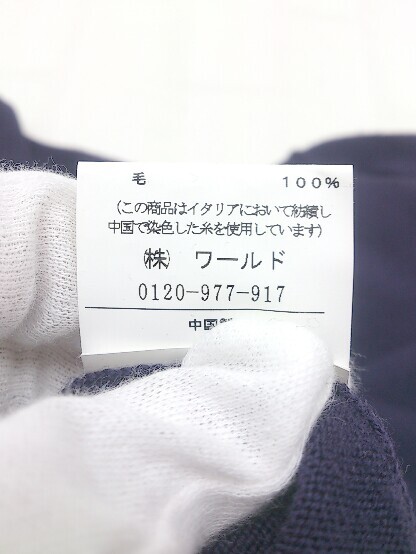 毛 100%
(この商品はイタリアにおいて紡績し
中国で染色した糸を使用しています)
(株) ワールド
0120-977-917
中国